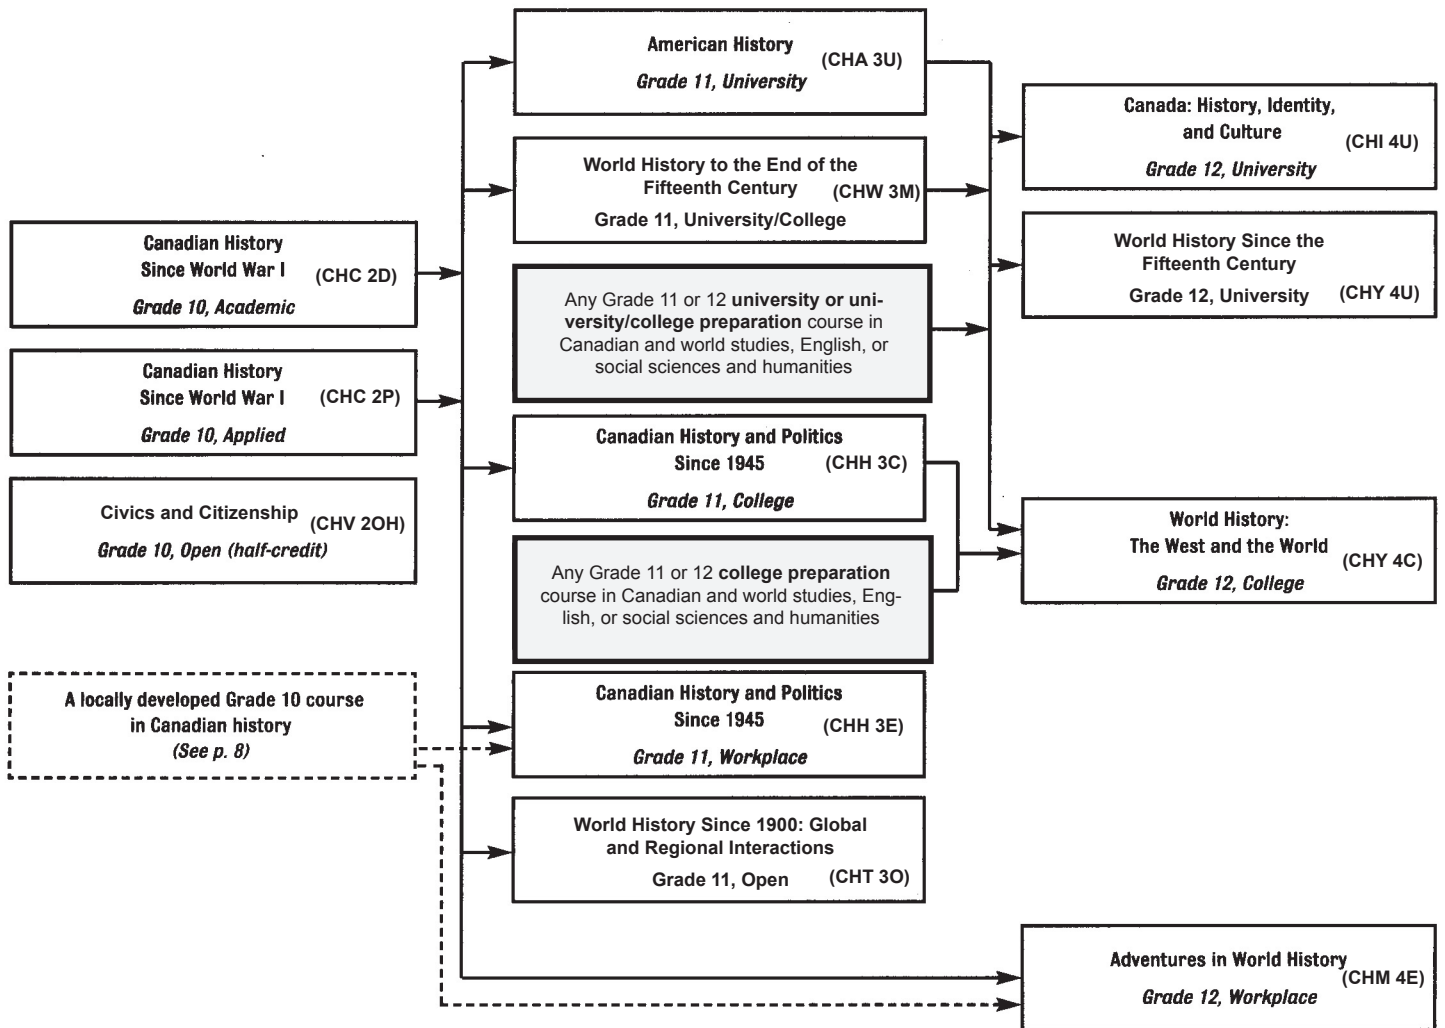 Canadian History
Since World War I
(CHC 2D)
Grade 10, Academic
Canadian History
Since World War I
(CHC 2P)
Grade 10, Applied
Civics and Citizenship
(CHV 2OH)
Grade 10, Open (half-credit)
A locally developed Grade 10 course
in Canadian history
(See p. 8)
American History
(CHA 3U)
Grade 11, University
World History to the End of the
Fifteenth Century
(CHW 3M)
Grade 11, University/College
Any Grade 11 or 12 university or uni-
versity/college preparation course in
Canadian and world studies, English, or
social sciences and humanities
Canadian History and Politics
Since 1945
(CHH 3C)
Grade 11, College
Any Grade 11 or 12 college preparation
course in Canadian and world studies, Eng-
lish, or social sciences and humanities
Canadian History and Politics
Since 1945
(CHH 3E)
Grade 11, Workplace
World History Since 1900: Global
and Regional Interactions
Grade 11, Open
(CHT 3O)
Canada: History, Identity,
and Culture
(CHI 4U)
Grade 12, University
World History Since the
Fifteenth Century
Grade 12, University
(CHY 4U)
World History:
The West and the World
(CHY 4C)
Grade 12, College
Adventures in World History
(CHM 4E)
Grade 12, Workplace